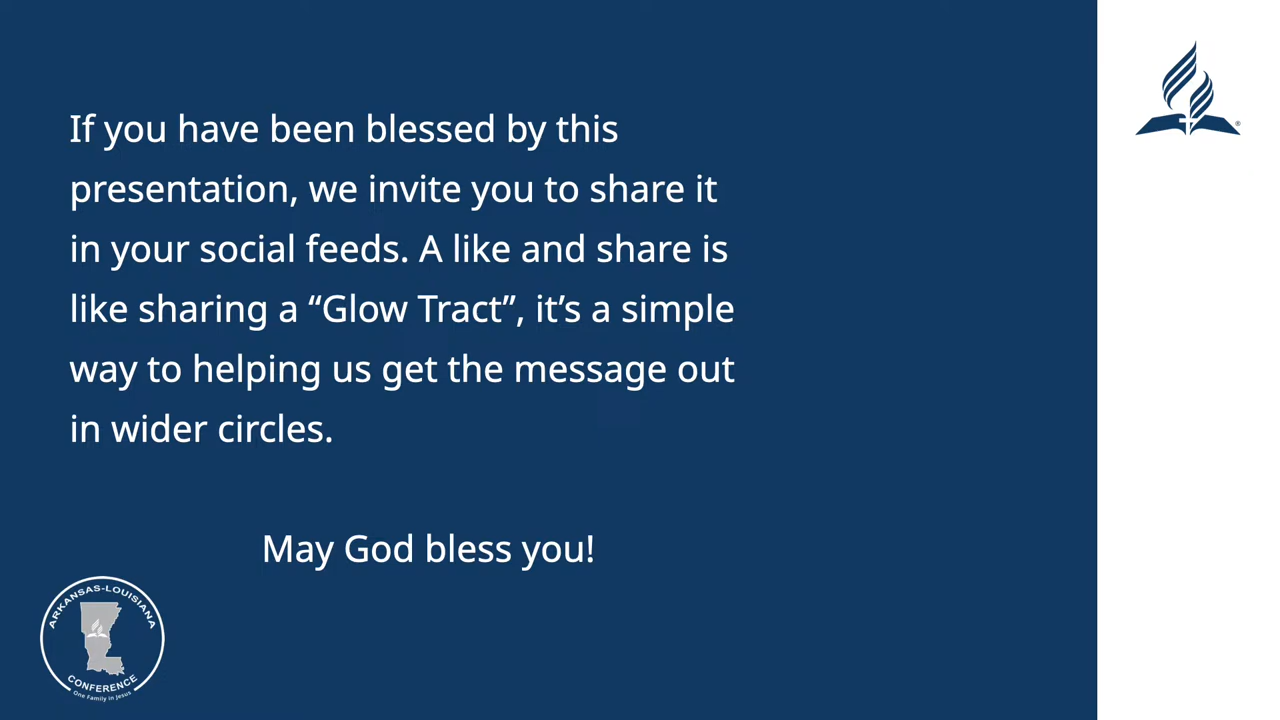 If you have been blessed by this
presentation, we invite you to share it
in your social feeds. A like and share is
like sharing a “Glow Tract”, it’s a simple
way to helping us get the message out
in wider circles.
May God bless you!
ARKANSAS-LOUISIANA
CONFERENCE
One Family in Jesus
®